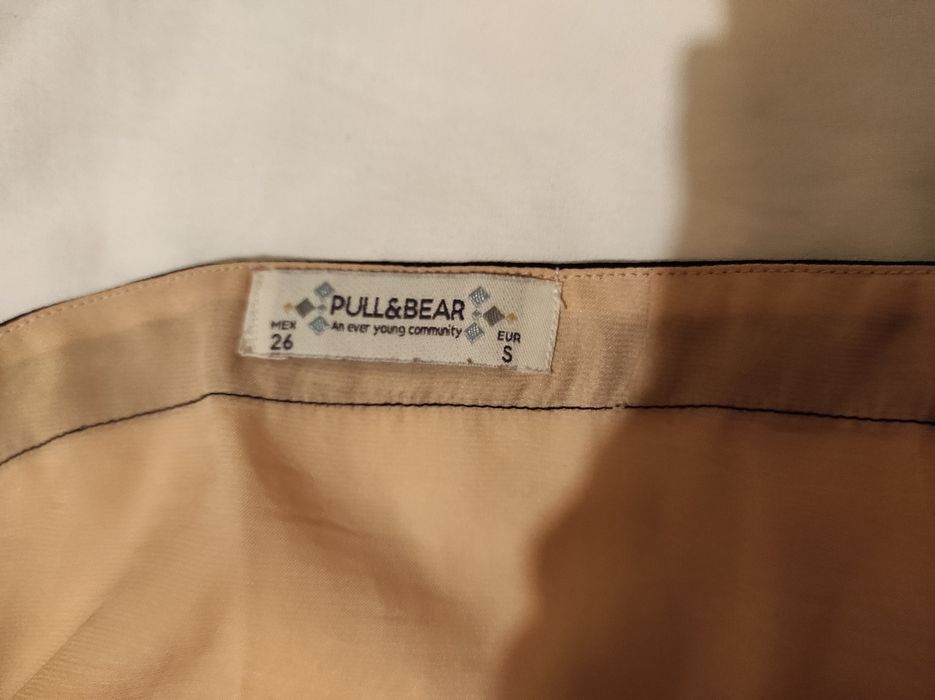 PULL&BEAR
An ever young community
MEX
26
EUR
S